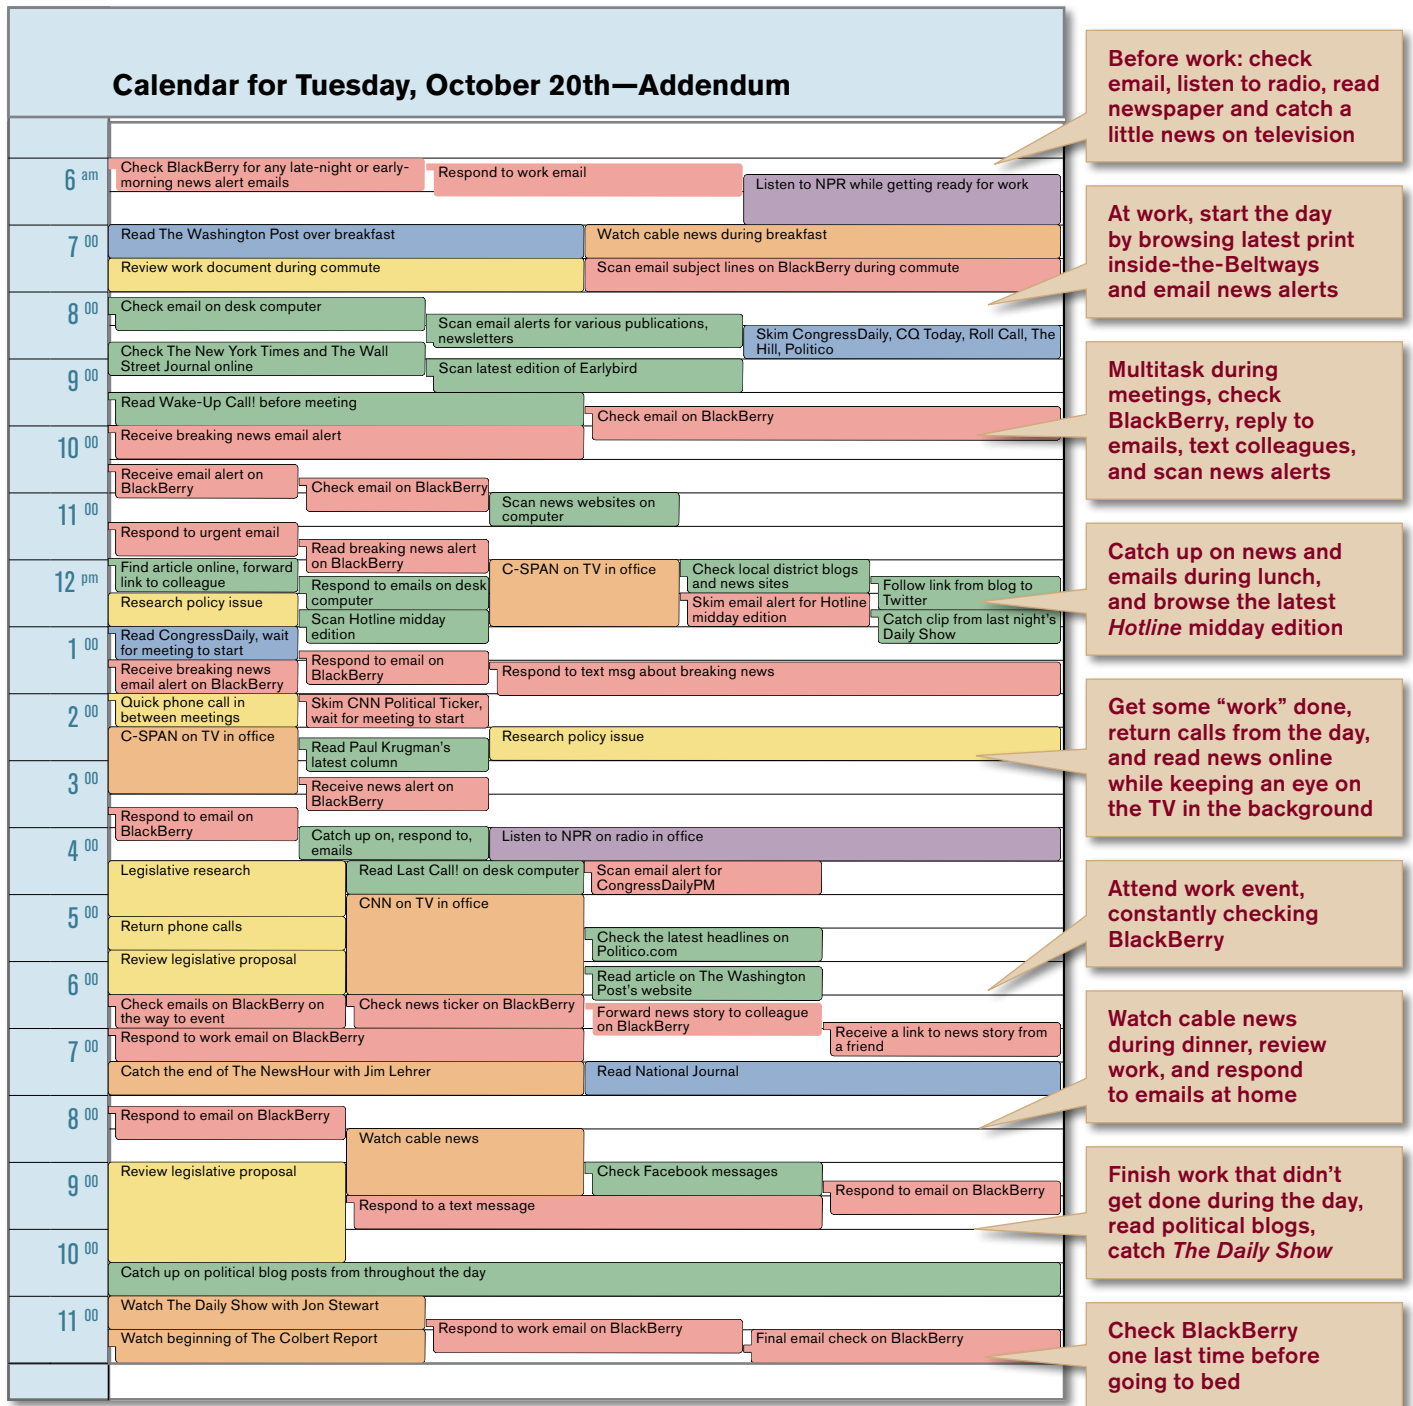 Calendar for Tuesday, October 20th—Addendum
6 am
Check BlackBerry for any late-night or early-
morning news alert emails
Respond to work email
Listen to NPR while getting ready for work
7 00
Read The Washington Post over breakfast
Watch cable news during breakfast
Review work document during commute
Scan email subject lines on BlackBerry during commute
8 00
Check email on desk computer
Scan email alerts for various publications,
newsletters
Skim CongressDaily, CQ Today, Roll Call, The
Hill, Politico
Check The New York Times and The Wall
Street Journal online
9 00
Scan latest edition of Earlybird
Read Wake-Up Call! before meeting
Check email on BlackBerry
10 00
Receive breaking news email alert
Receive email alert on
BlackBerry
Check email on BlackBerry
11 00
Scan news websites on
computer
Respond to urgent email
Read breaking news alert
on BlackBerry
12 pm
Find article online, forward
link to colleague
C-SPAN on TV in office
Check local district blogs
and news sites
Respond to emails on desk
computer
Follow link from blog to
Twitter
Research policy issue
Skim email alert for Hotline
midday edition
Scan Hotline midday
edition
Catch clip from last night's
Daily Show
1 00
Read CongressDaily, wait
for meeting to start
Respond to email on
BlackBerry
Receive breaking news
email alert on BlackBerry
Respond to text msg about breaking news
2 00
Quick phone call in
between meetings
Skim CNN Political Ticker,
wait for meeting to start
C-SPAN on TV in office
Research policy issue
Read Paul Krugman's
latest column
3 00
Receive news alert on
BlackBerry
Respond to email on
BlackBerry
4 00
Catch up on, respond to,
emails
Listen to NPR on radio in office
Legislative research
Read Last Call! on desk computer
Scan email alert for
CongressDailyPM
5 00
CNN on TV in office
Return phone calls
Check the latest headlines on
Politico.com
Review legislative proposal
6 00
Read article on The Washington
Post's website
Check emails on BlackBerry on
the way to event
Check news ticker on BlackBerry
Forward news story to colleague
on BlackBerry
Receive a link to news story from
a friend
7 00
Respond to work email on BlackBerry
Catch the end of The NewsHour with Jim Lehrer
Read National Journal
8 00
Respond to email on BlackBerry
Watch cable news
9 00
Review legislative proposal
Check Facebook messages
Respond to email on BlackBerry
Respond to a text message
10 00
Catch up on political blog posts from throughout the day
11 00
Watch The Daily Show with Jon Stewart
Respond to work email on BlackBerry
Watch beginning of The Colbert Report
Final email check on BlackBerry
Before work: check
email, listen to radio, read
newspaper and catch a
little news on television
At work, start the day
by browsing latest print
inside-the-Beltways
and email news alerts
Multitask during
meetings, check
BlackBerry, reply to
emails, text colleagues,
and scan news alerts
Catch up on news and
emails during lunch,
and browse the latest
Hotline midday edition
Get some “work” done,
return calls from the day,
and read news online
while keeping an eye on
the TV in the background
Attend work event,
constantly checking
BlackBerry
Watch cable news
during dinner, review
work, and respond
to emails at home
Finish work that didn’t
get done during the day,
read political blogs,
catch The Daily Show
Check BlackBerry
one last time before
going to bed